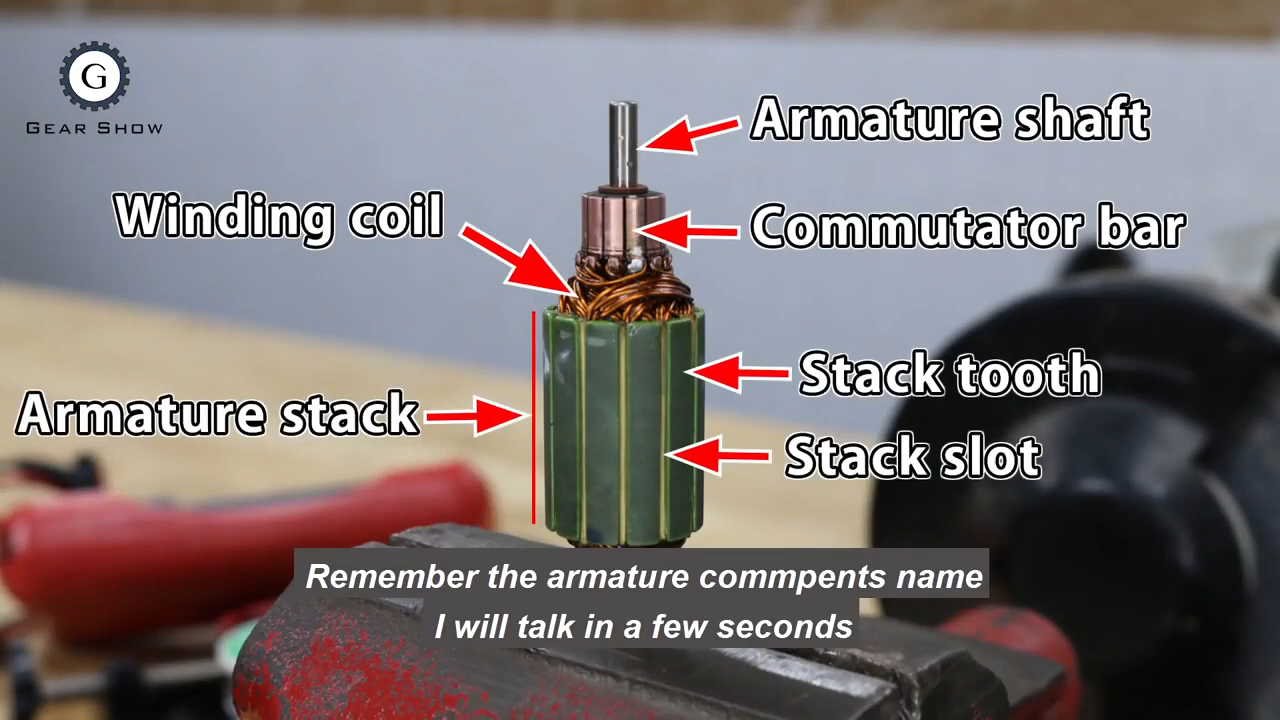 G
GEAR SHOW
Armature shaft
Winding coil
Commutator bar
Stack tooth
Armature stack
Stack slot
Remember the armature commpents name
I will talk in a few seconds